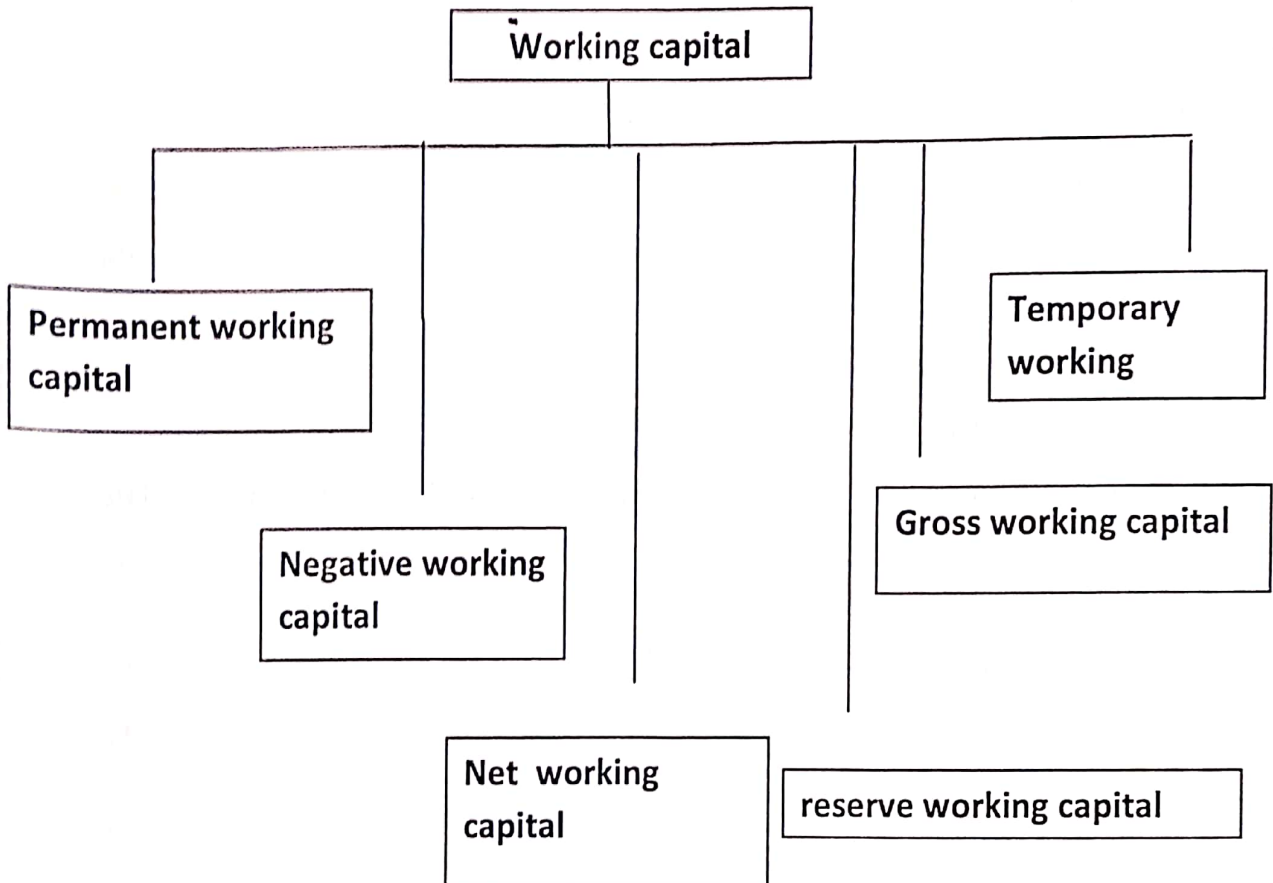 Working capital
Permanent working
capital
Temporary
working
Negative working
capital
Gross working capital
Net working
capital
reserve working capital